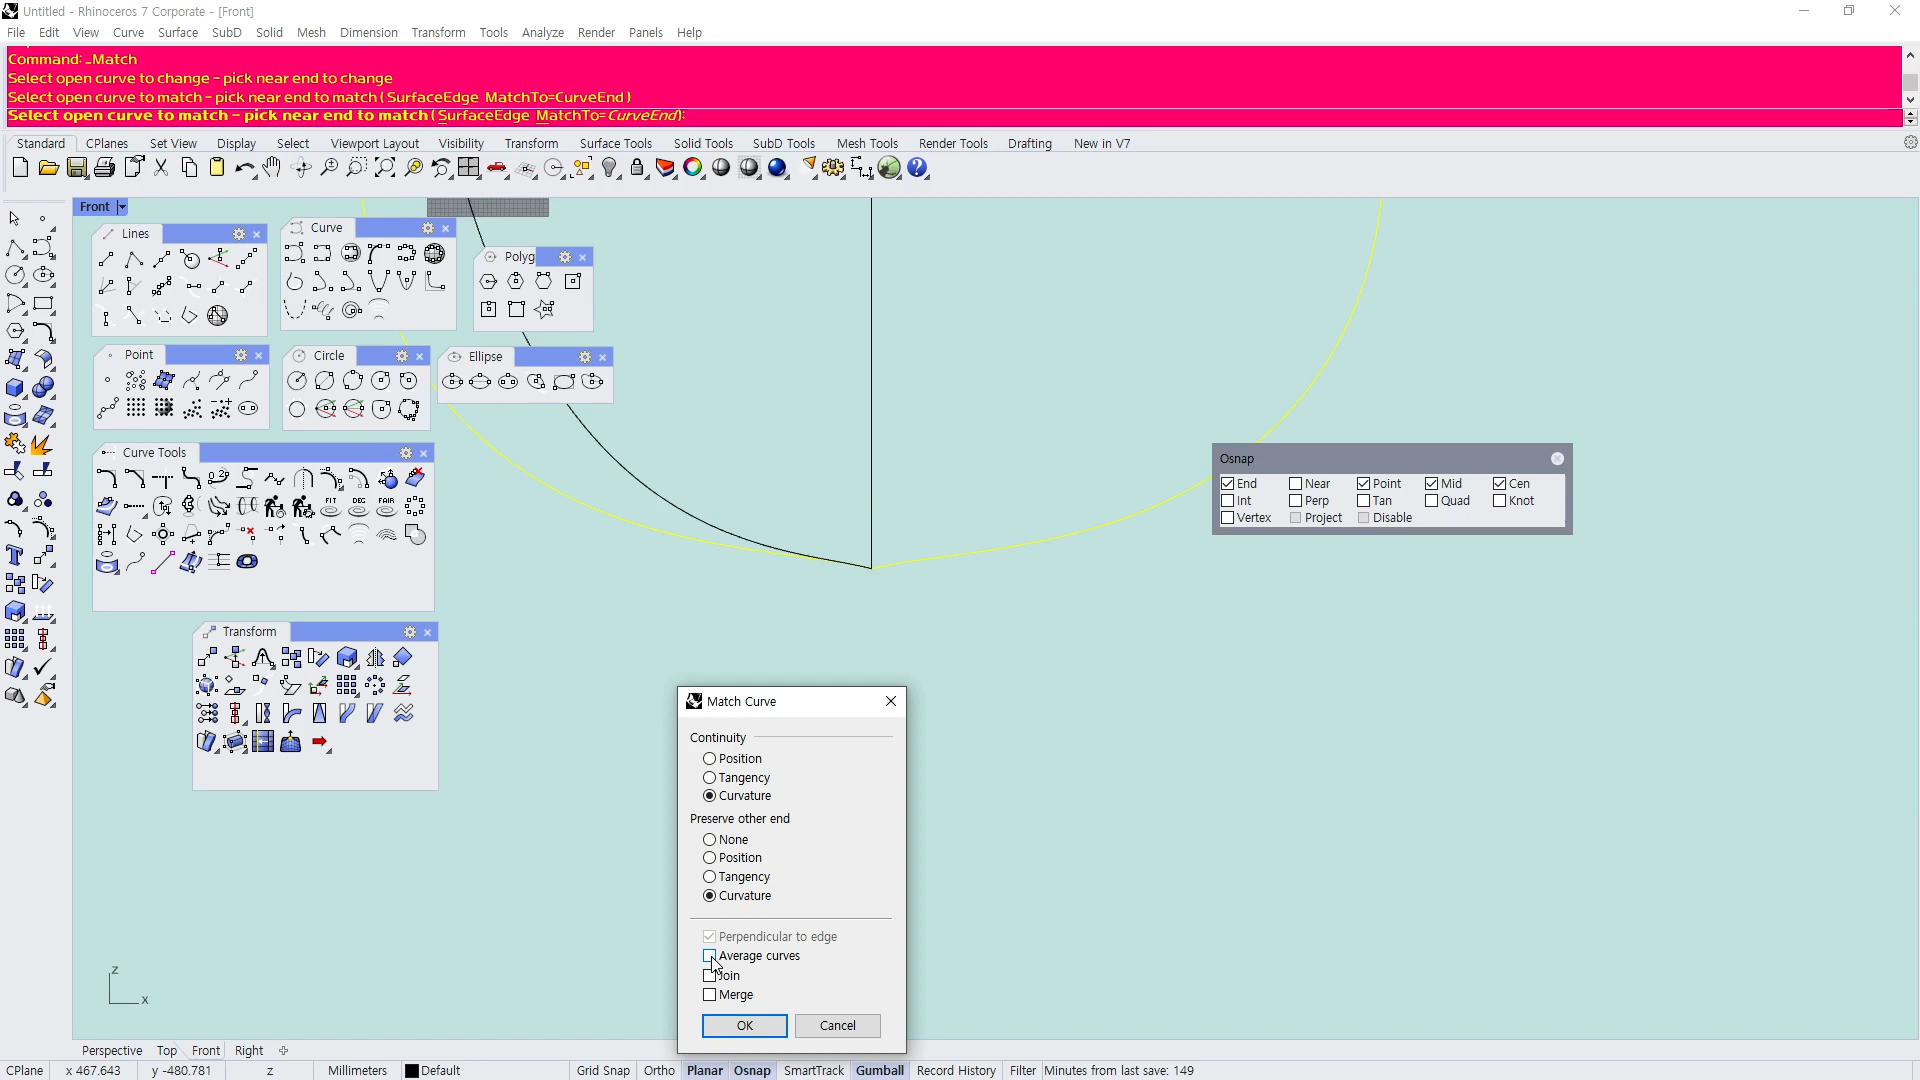 Untitled - Rhinoceros 7 Corporate - [Front]
File Edit View Curve Surface SubD Solid Mesh Dimension Transform Tools Analyze Render Panels Help
Command: _Match
Select open curve to change - pick near end to change
Select open curve to match - pick near end to match ( SurfaceEdge MatchTo=CurveEnd )
Select open curve to match - pick near end to match ( SurfaceEdge MatchTo=CurveEnd ):
Standard CPlanes Set View Display Select Viewport Layout Visibility Transform Surface Tools Solid Tools SubD Tools Mesh Tools Render Tools Drafting New in V7
Front
Lines
Curve
Polyg
Point
Circle
Ellipse
Curve Tools
FIT DEG FAIR
Transform
Osnap
End Near Point Mid Cen
Int Perp Tan Quad Knot
Vertex Project Disable
Match Curve
Continuity
Position
Tangency
Curvature
Preserve other end
None
Position
Tangency
Curvature
Perpendicular to edge
Average curves
Join
Merge
OK Cancel
z
x
Perspective Top Front Right
CPlane x 467.643 y -480.781 z Millimeters Default Grid Snap Ortho Planar Osnap SmartTrack Gumball Record History Filter Minutes from last save: 149